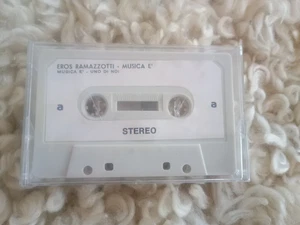 EROS RAMAZZOTTI - MUSICA E'
MUSICA E' - UNO DI NOI
a a
STEREO